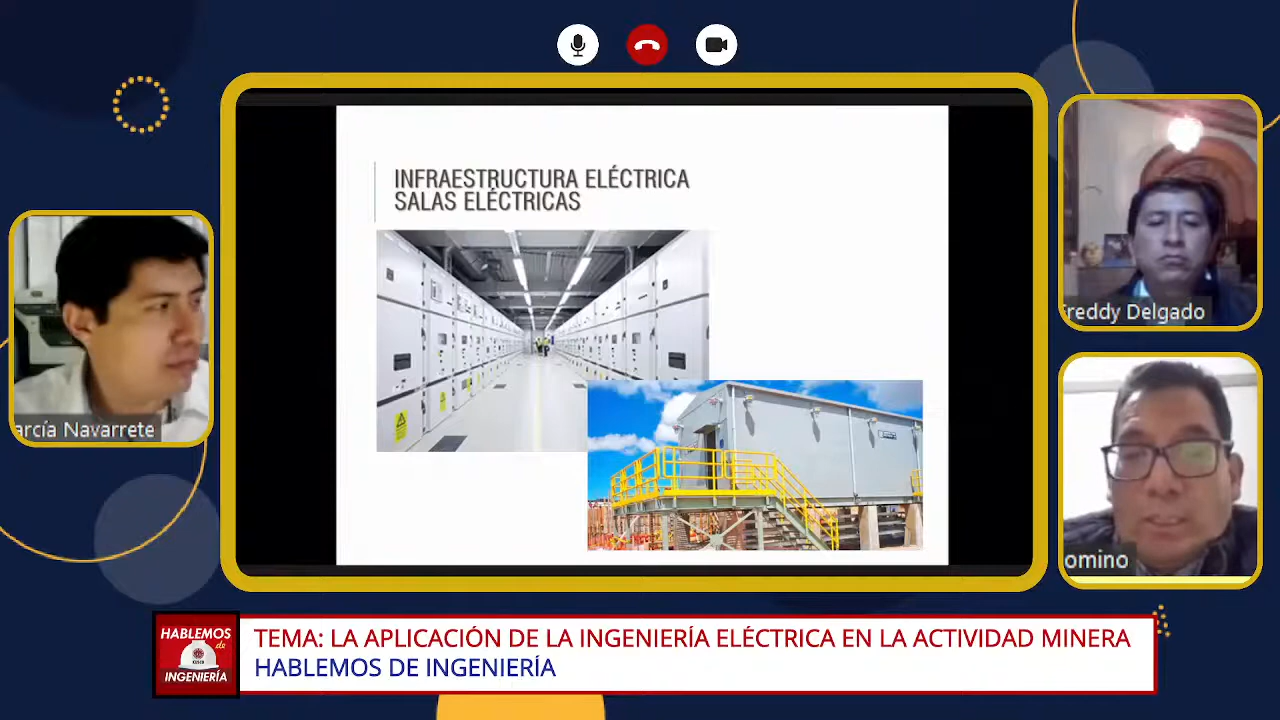 INFRAESTRUCTURA ELÉCTRICA
SALAS ELÉCTRICAS
arcía Navarrete
Freddy Delgado
omino
HABLEMOS
de
INGENIERÍA
TEMA: LA APLICACIÓN DE LA INGENIERÍA ELÉCTRICA EN LA ACTIVIDAD MINERA
HABLEMOS DE INGENIERÍA